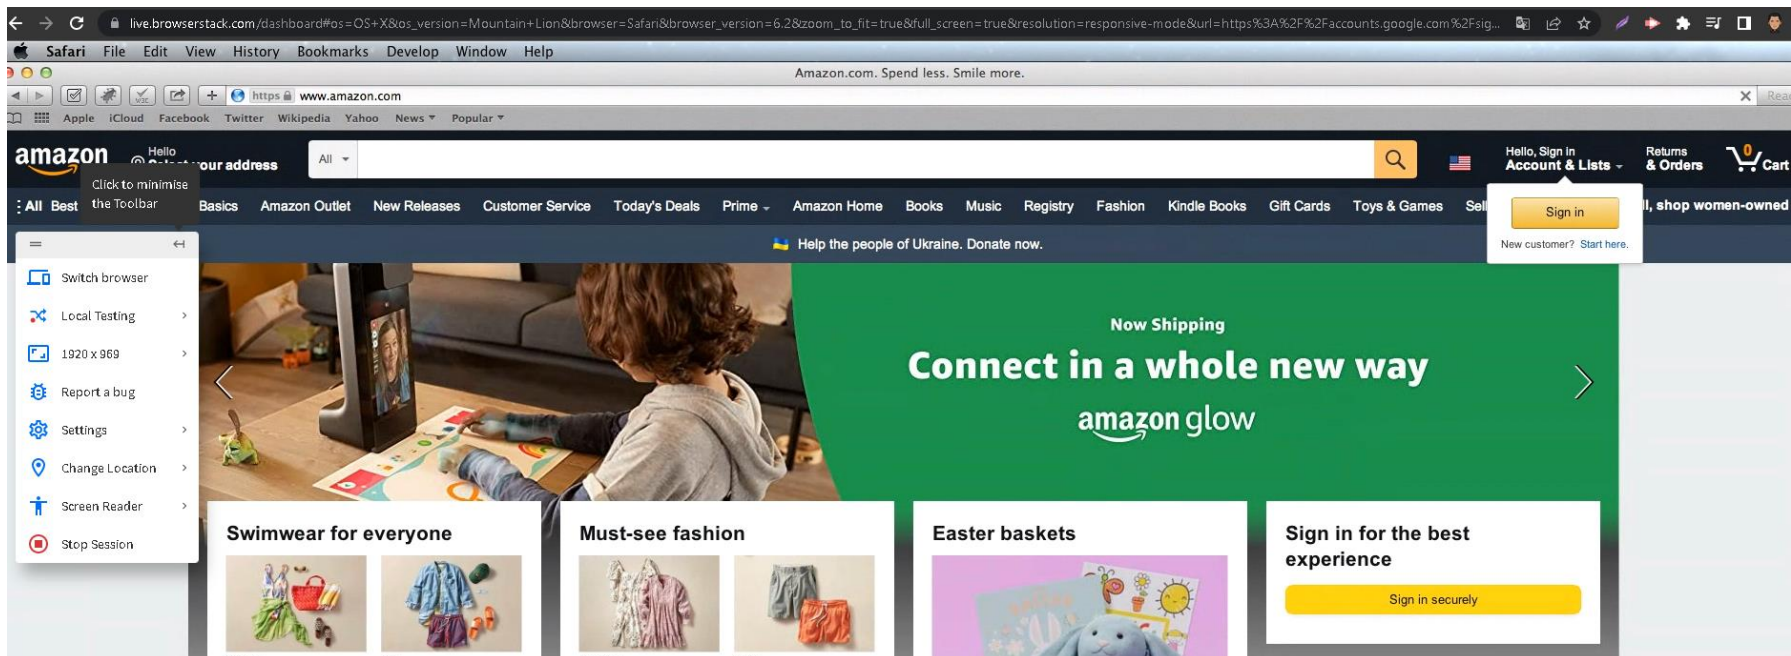 live.browserstack.com/dashboard#os=OS+X&os_version=Mountain+Lion&browser=Safari&browser_version=6.2&zoom_to_fit=true&full_screen=true&resolution=responsive-mode&url=https%3A%2F%2Faccounts.google.com%2Fsig...
Safari File Edit View History Bookmarks Develop Window Help
Amazon.com. Spend less. Smile more.
https www.amazon.com
Apple iCloud Facebook Twitter Wikipedia Yahoo News Popular
amazon
Hello
your address
All
Hello, Sign in
Account & Lists
Returns
& Orders
0
Cart
Click to minimise
the Toolbar
All Best Basics Amazon Outlet New Releases Customer Service Today's Deals Prime Amazon Home Books Music Registry Fashion Kindle Books Gift Cards Toys & Games Sell shop women-owned
Sign in
New customer? Start here.
Help the people of Ukraine. Donate now.
Switch browser
Local Testing
1920 x 969
Report a bug
Settings
Change Location
Screen Reader
Stop Session
Now Shipping
Connect in a whole new way
amazon glow
Swimwear for everyone
Must-see fashion
Easter baskets
Sign in for the best
experience
Sign in securely